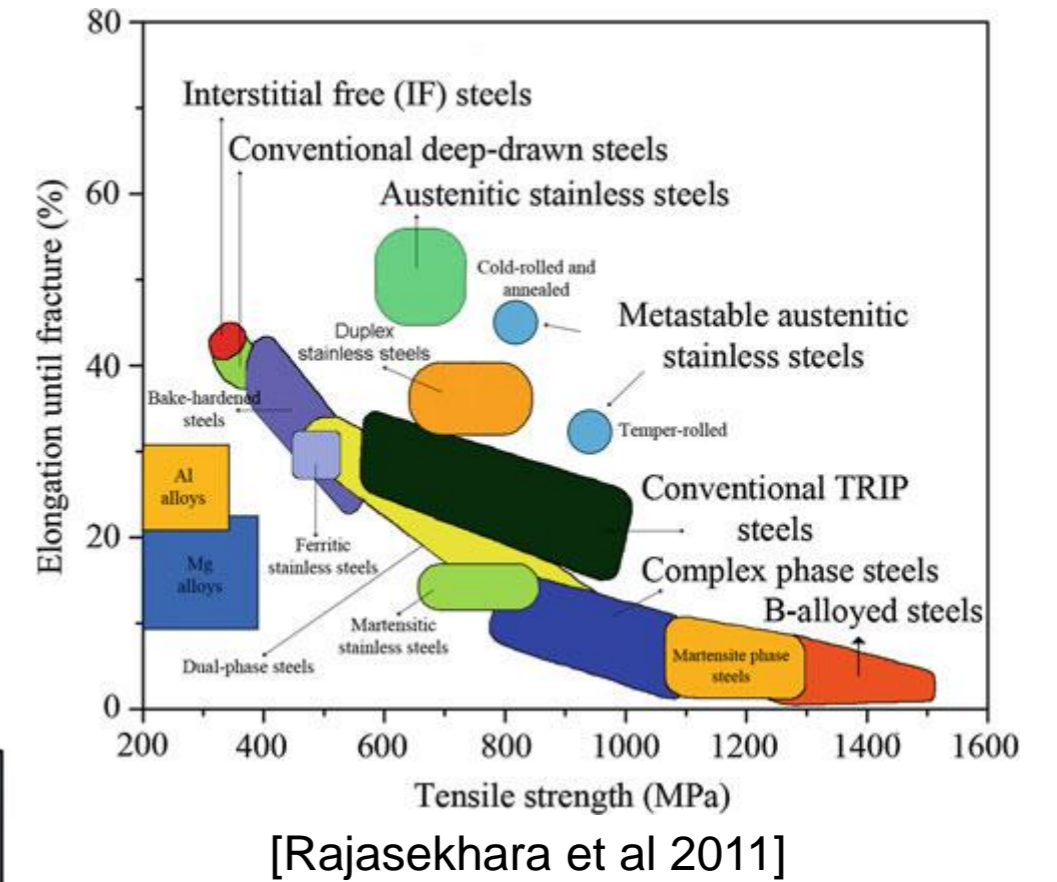 80
Interstitial free (IF) steels
Conventional deep-drawn steels
60
Austenitic stainless steels
Cold-rolled and
annealed
Metastable austenitic
stainless steels
Duplex
stainless steels
40
Bake-hardened
steels
Temper-rolled
Al
alloys
Conventional TRIP
steels
20
Ferritic
stainless steels
Mg
alloys
Complex phase steels
B-alloyed steels
Martensitic
stainless steels
Martensite phase
steels
Dual-phase steels
0
Elongation until fracture (%)
200 400 600 800 1000 1200 1400 1600
Tensile strength (MPa)
[Rajasekhara et al 2011]